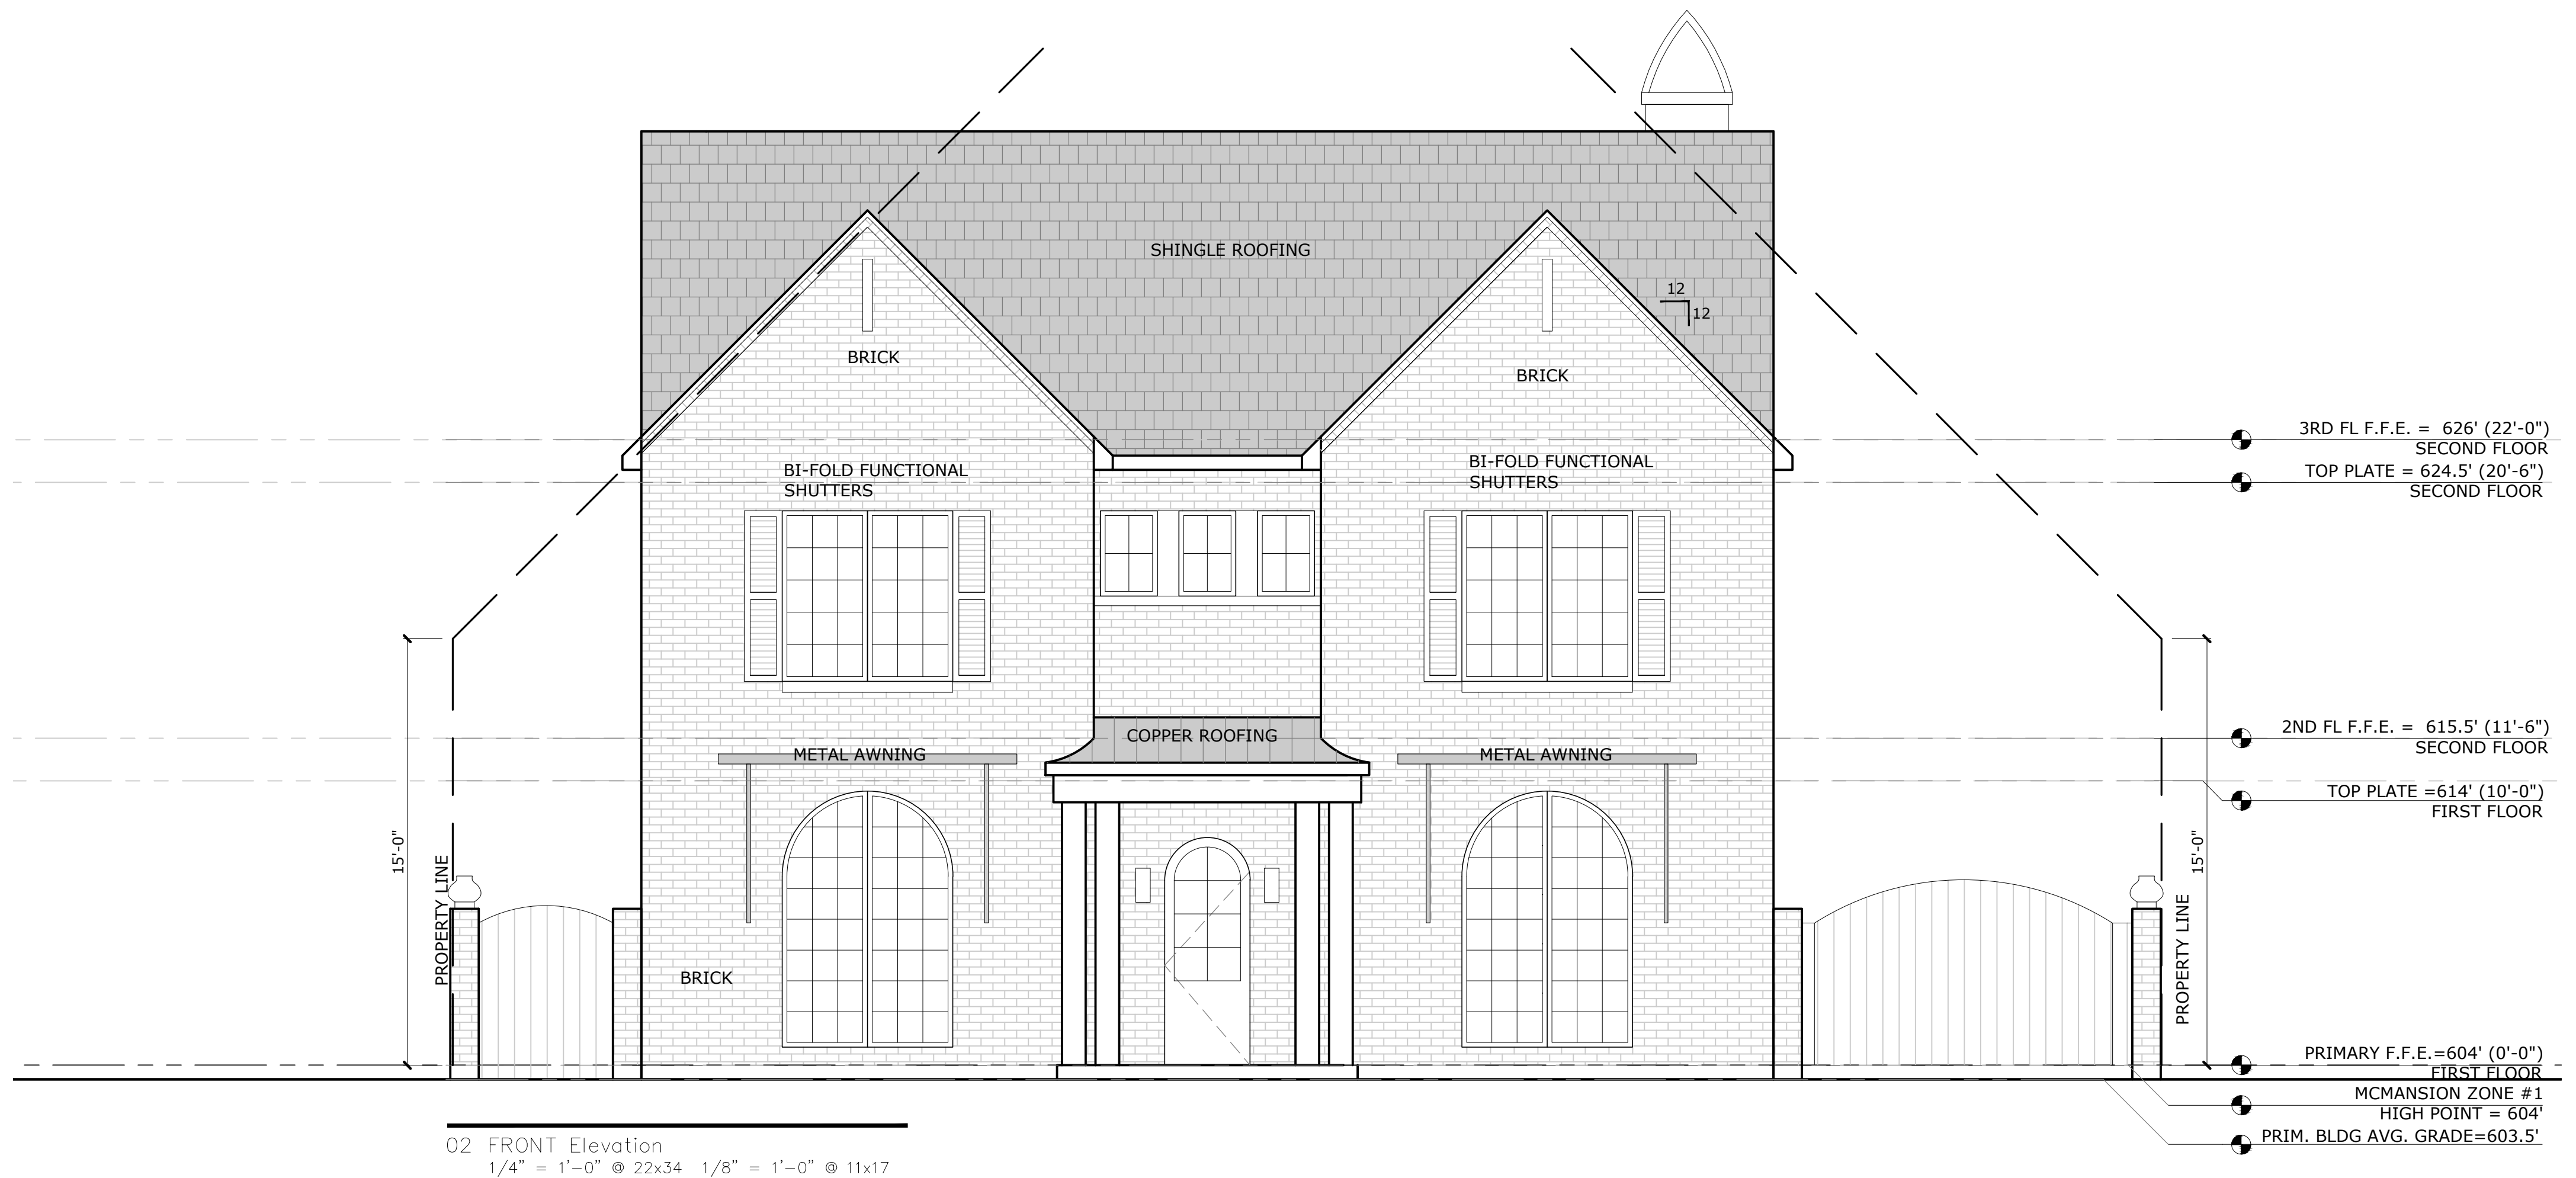 SHINGLE ROOFING
12
12
BRICK
BRICK
3RD FL F.F.E. =  626' (22'-0")
SECOND FLOOR
BI-FOLD FUNCTIONAL
SHUTTERS
BI-FOLD FUNCTIONAL
SHUTTERS
TOP PLATE = 624.5' (20'-6")
SECOND FLOOR
2ND FL F.F.E. =  615.5' (11'-6")
SECOND FLOOR
METAL AWNING
COPPER ROOFING
METAL AWNING
TOP PLATE =614' (10'-0")
FIRST FLOOR
15'-0"
PROPERTY LINE
15'-0"
PROPERTY LINE
BRICK
PRIMARY F.F.E.=604' (0'-0")
FIRST FLOOR
MCMANSION ZONE #1
HIGH POINT = 604'
PRIM. BLDG AVG. GRADE=603.5'
02 FRONT Elevation
1/4" = 1'-0" @ 22x34 1/8" = 1'-0" @ 11x17